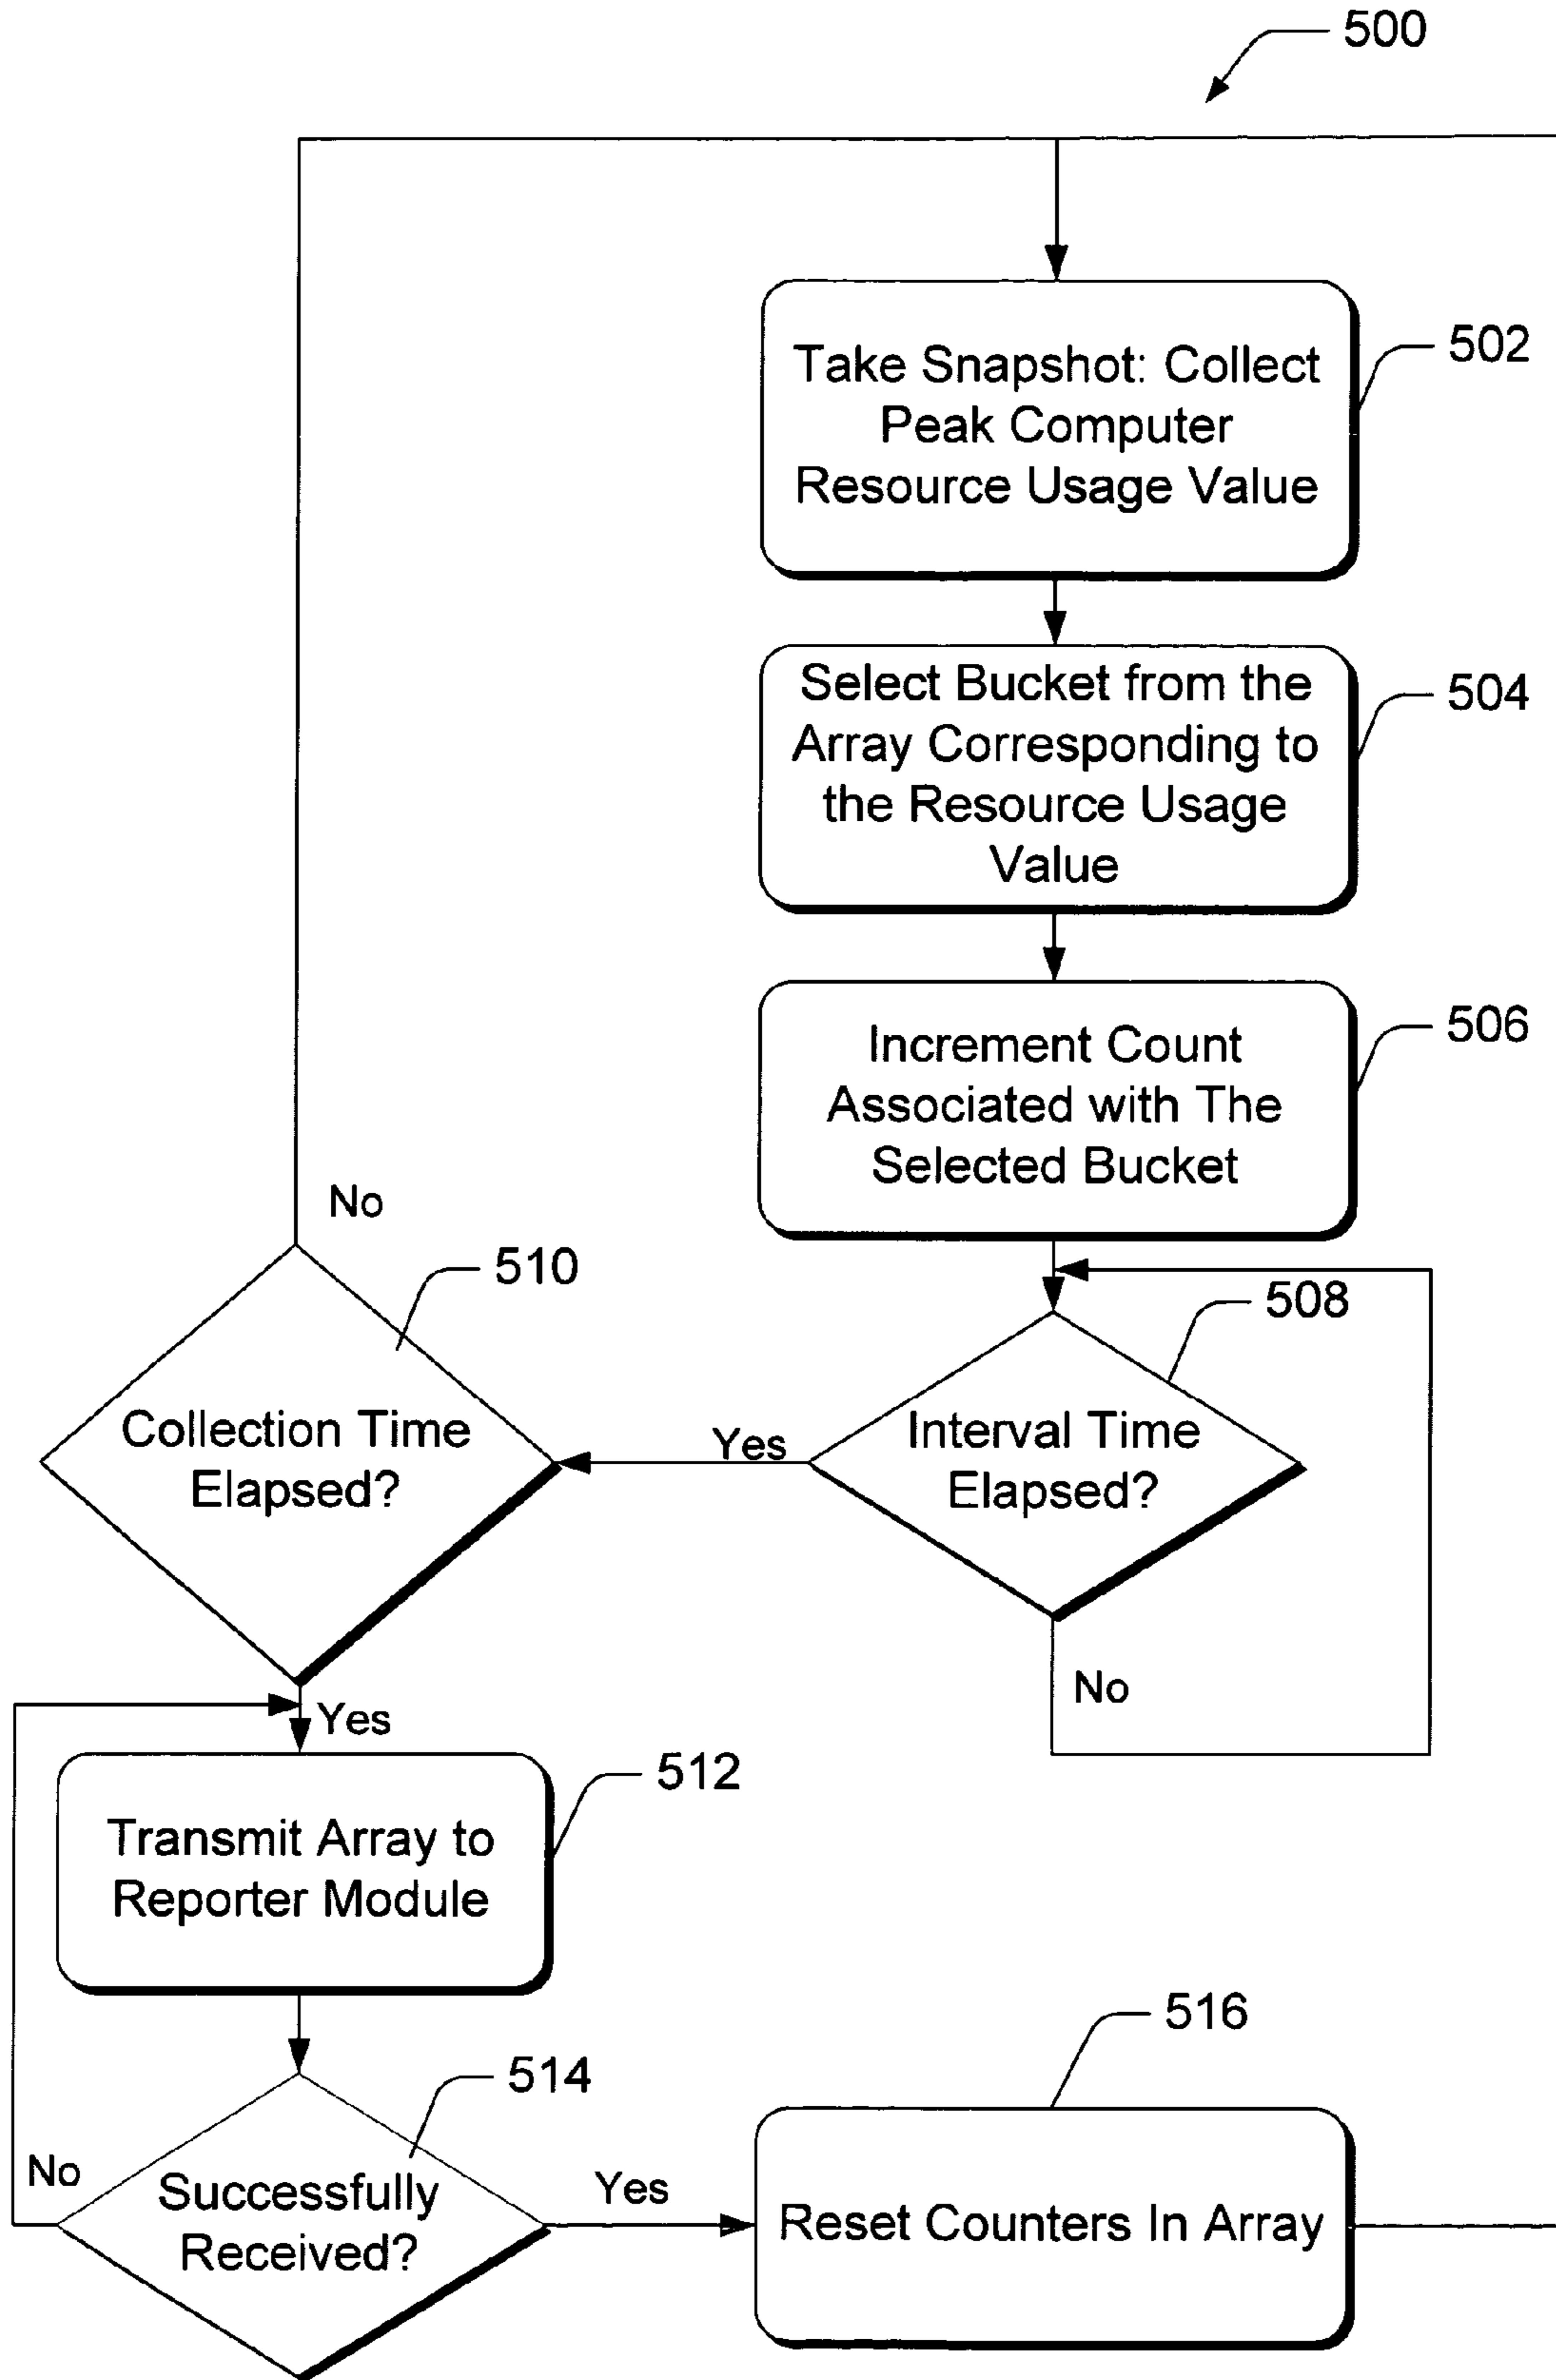 500
Take Snapshot: Collect
Peak Computer
Resource Usage Value
502
Select Bucket from the
Array Corresponding to
the Resource Usage
Value
504
Increment Count
Associated with The
Selected Bucket
506
Interval Time
Elapsed?
508
Yes
No
Collection Time
Elapsed?
510
No
Yes
Transmit Array to
Reporter Module
512
Successfully
Received?
514
No
Yes
Reset Counters In Array
516